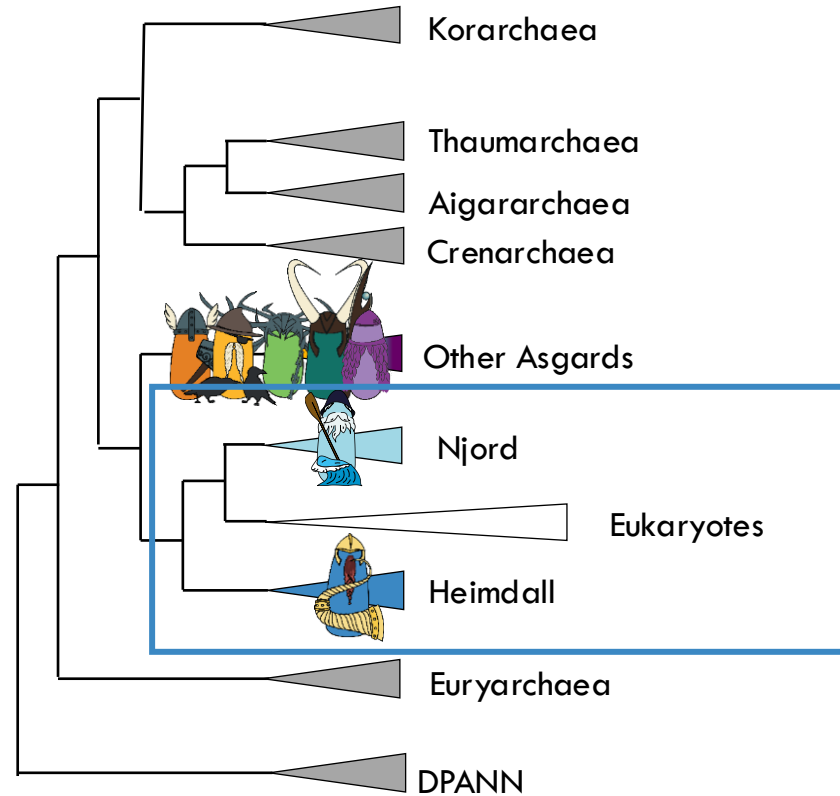 Korarchaea
Thaumarchaea
Aigararchaea
Crenarchaea
Other Asgards
Njord
Eukaryotes
Heimdall
Euryarchaea
DPANN